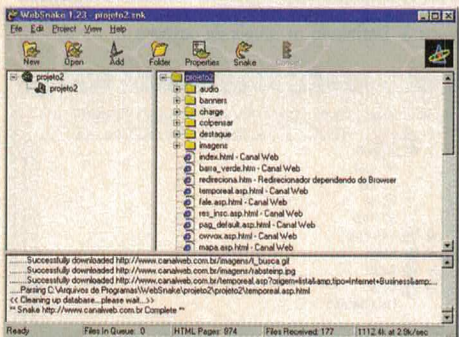 WebSnake 1.23 - projeto2.snk
File Edit Project View Help
New Open Add Folder Properties Snake Cancel
projeto2
projeto2
projeto2
audio
banners
charge
colpensar
destaque
imagens
index.html - Canal Web
barra_verde.htm - Canal Web
redireciona.htm - Redirecionador dependendo do Browser
temporeal.asp.html - Canal Web
fale.asp.html - Canal Web
res_insc.asp.html - Canal Web
pag_default.asp.html - Canal Web
owvox.asp.html - Canal Web
mapa.asp.html - Canal Web
......Successfully downloaded http://www.canalweb.com.br/imagens/t_busca.gif
......Successfully downloaded http://www.canalweb.com.br/imagens/tabsteinp.jpg
......Successfully downloaded http://www.canalweb.com.br/temporeal.asp?origem=lista&amp;tipo=Internet+Business&amp;...
...Parsing C:\Arquivos de Programas\WebSnake\projeto2\projeto2\temporeal.asp.html
<< Cleaning up database...please wait...>>
** Snake http://www.canalweb.com.br Complete **
Ready Files in Queue: 0 HTML Pages: 974 Files Received: 177 1112.4k at 2.9k/sec